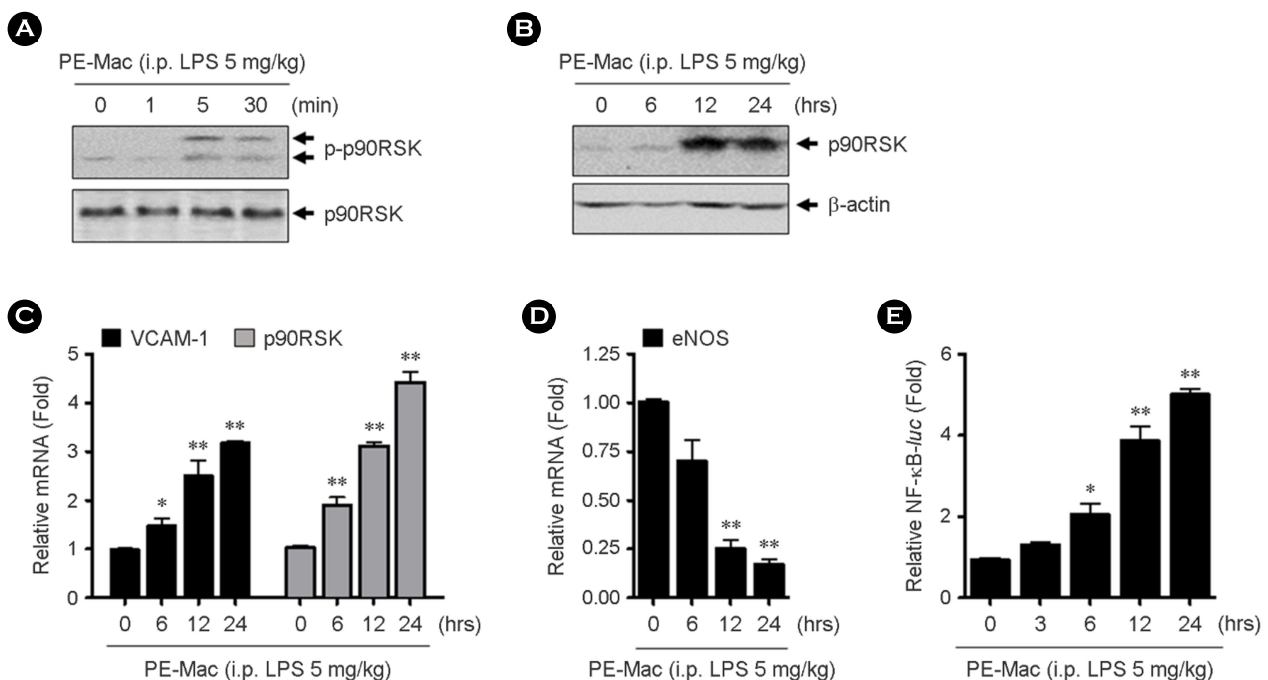 A
PE-Mac (i.p. LPS 5 mg/kg)
0 1 5 30 (min)
p-p90RSK
p90RSK
B
PE-Mac (i.p. LPS 5 mg/kg)
0 6 12 24 (hrs)
p90RSK
β-actin
C
VCAM-1 p90RSK
Relative mRNA (Fold)
5
4
3
2
1
0
* ** ** ** ** **
0 6 12 24 0 6 12 24 (hrs)
PE-Mac (i.p. LPS 5 mg/kg)
D
eNOS
Relative mRNA (Fold)
1.25
1.00
0.75
0.50
0.25
0.00
** **
0 6 12 24 (hrs)
PE-Mac (i.p. LPS 5 mg/kg)
E
Relative NF-κB-luc (Fold)
6
4
2
0
* ** **
0 3 6 12 24 (hrs)
PE-Mac (i.p. LPS 5 mg/kg)